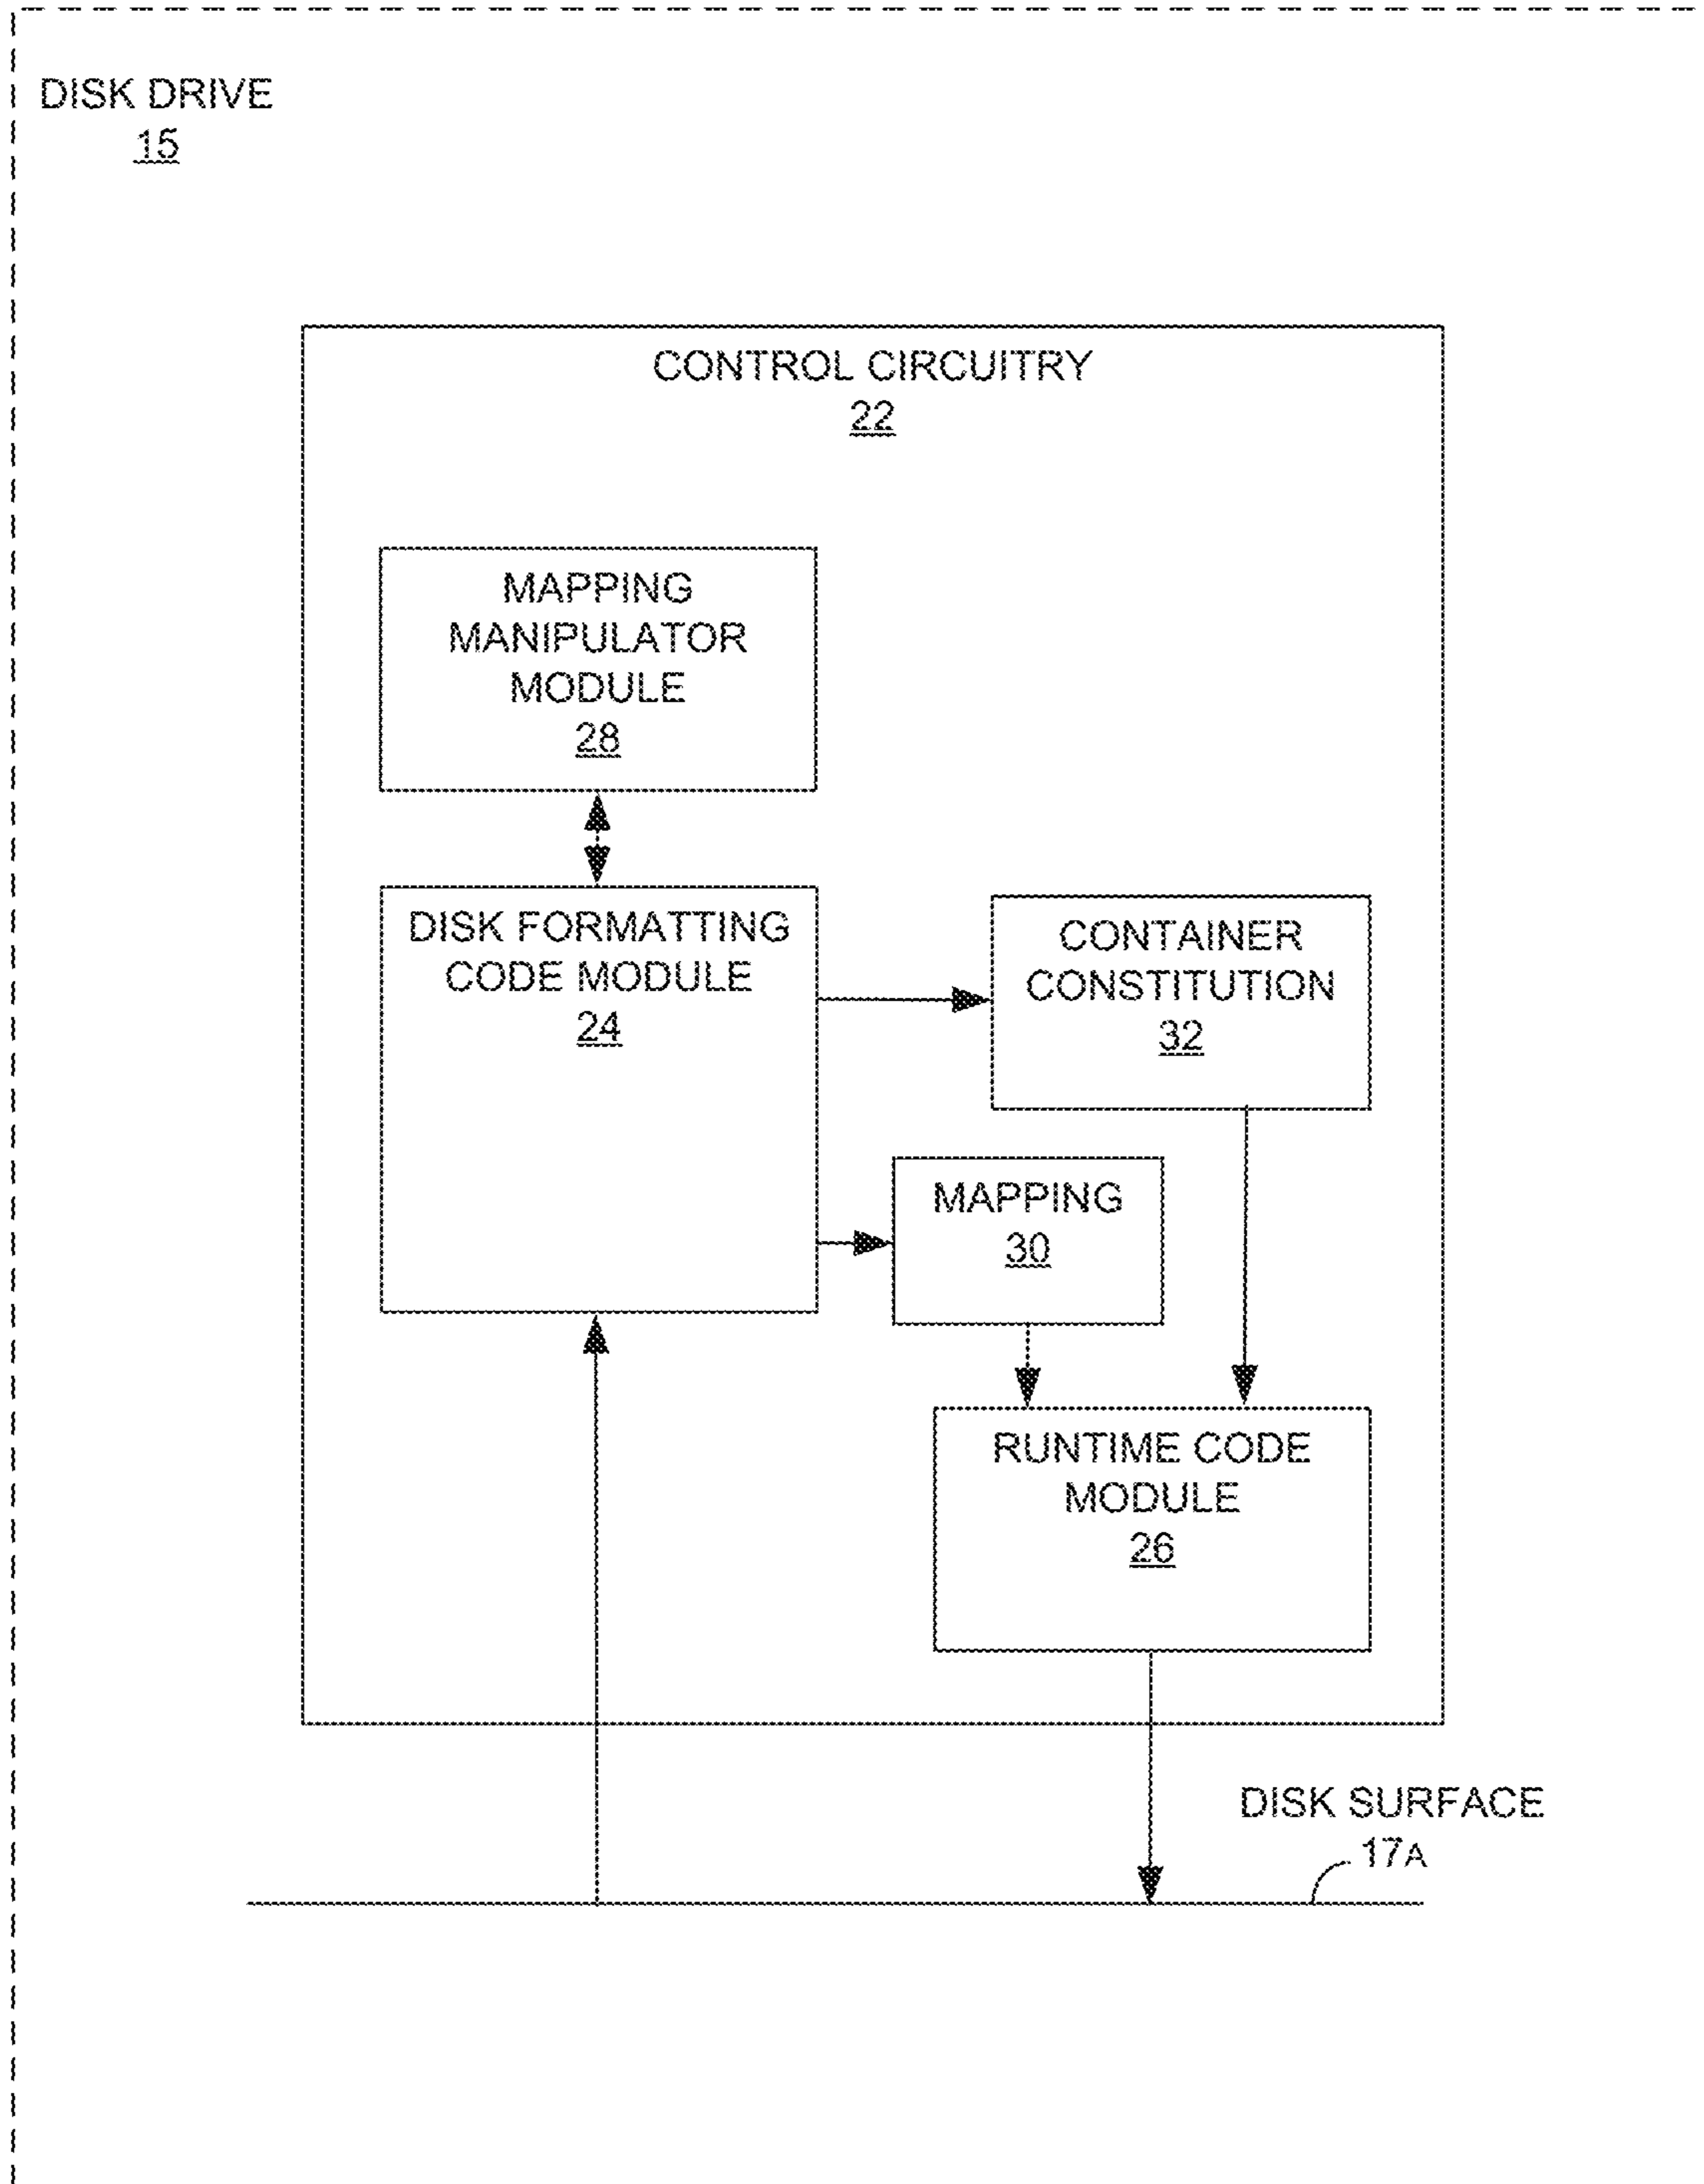 DISK DRIVE
15
CONTROL CIRCUITRY
22
MAPPING
MANIPULATOR
MODULE
28
DISK FORMATTING
CODE MODULE
24
CONTAINER
CONSTITUTION
32
MAPPING
30
RUNTIME CODE
MODULE
26
DISK SURFACE
17A